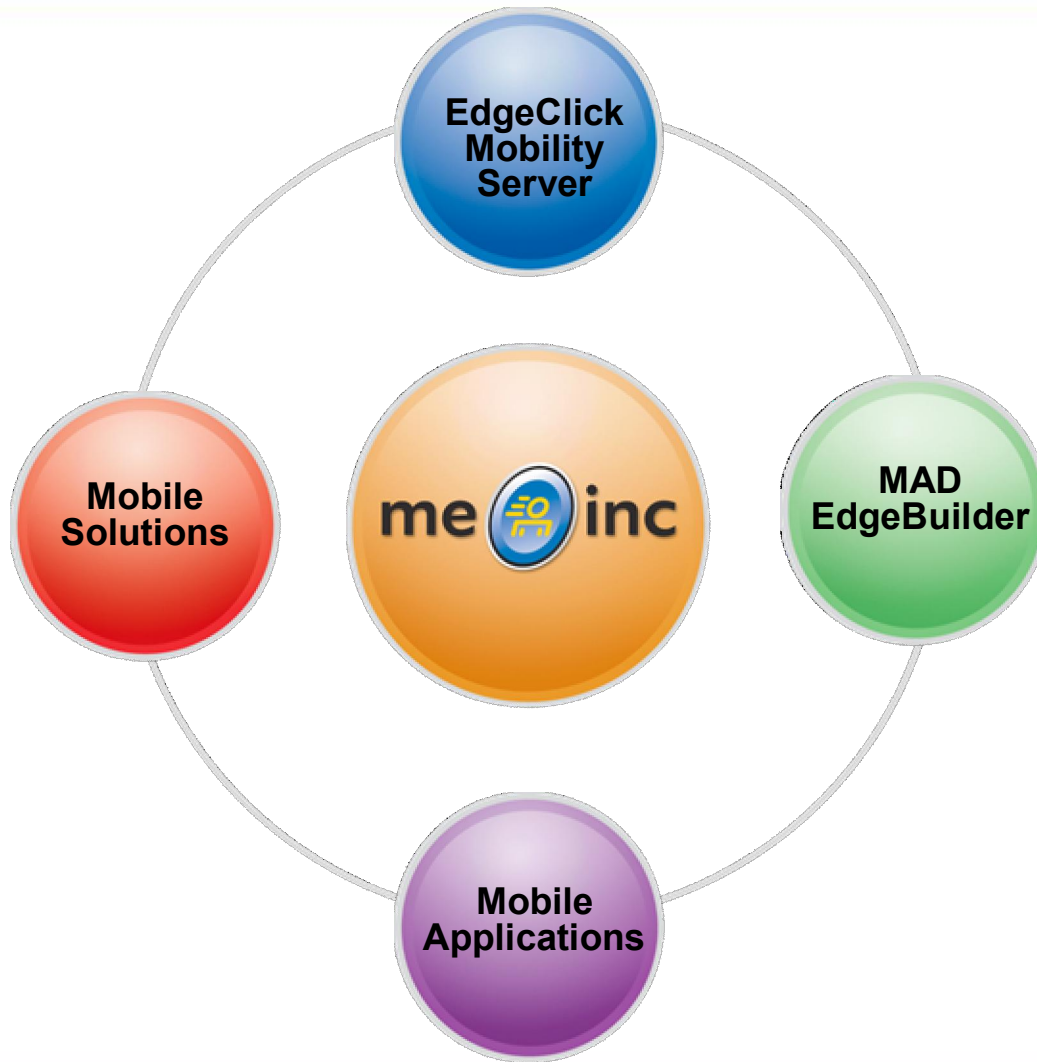 EdgeClick
Mobility
Server
Mobile
Solutions
me inc
MAD
EdgeBuilder
Mobile
Applications